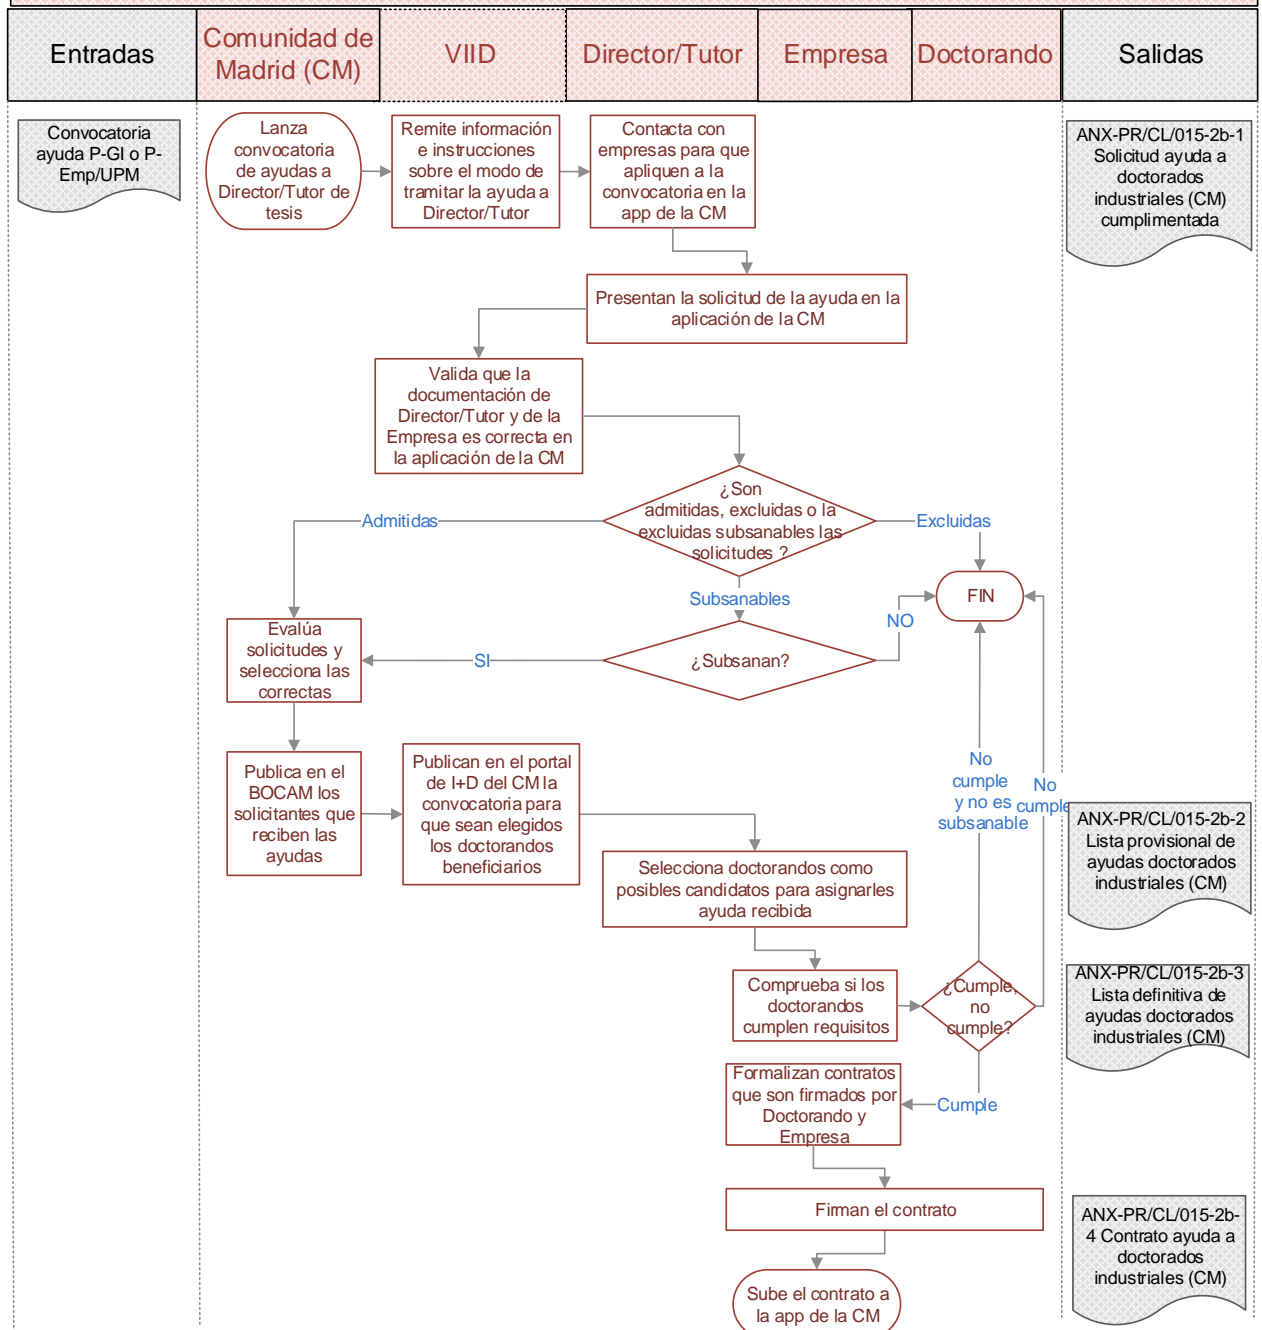 Entradas
Comunidad de
Madrid (CM)
VIID
Director/Tutor
Empresa
Doctorando
Salidas
Convocatoria
ayuda P-GI o P-
Emp/UPM
Lanza
convocatoria
de ayudas a
Director/Tutor de
tesis
Remite información
e instrucciones
sobre el modo de
tramitar la ayuda a
Director/Tutor
Contacta con
empresas para que
apliquen a la
convocatoria en la
app de la CM
ANX-PR/CL/015-2b-1
Solicitud ayuda a
doctorados
industriales (CM)
cumplimentada
Presentan la solicitud de la ayuda en la
aplicación de la CM
Valida que la
documentación de
Director/Tutor y de la
Empresa es correcta en
la aplicación de la CM
¿Son
admitidas, excluidas o la
excluidas subsanables las
solicitudes ?
Admitidas
Excluidas
Subsanables
FIN
NO
¿Subsanan?
SI
Evalúa
solicitudes y
selecciona las
correctas
Publica en el
BOCAM los
solicitantes que
reciben las
ayudas
Publican en el portal
de I+D del CM la
convocatoria para
que sean elegidos
los doctorandos
beneficiarios
No
cumple
y no es
subsanable
No
cumple
ANX-PR/CL/015-2b-2
Lista provisional de
ayudas doctorados
industriales (CM)
Selecciona doctorandos como
posibles candidatos para asignarles
ayuda recibida
Comprueba si los
doctorandos
cumplen requisitos
¿Cumple,
no
cumple?
ANX-PR/CL/015-2b-3
Lista definitiva de
ayudas doctorados
industriales (CM)
Formalizan contratos
que son firmados por
Doctorando y
Empresa
Cumple
Firman el contrato
ANX-PR/CL/015-2b-
4 Contrato ayuda a
doctorados
industriales (CM)
Sube el contrato a
la app de la CM